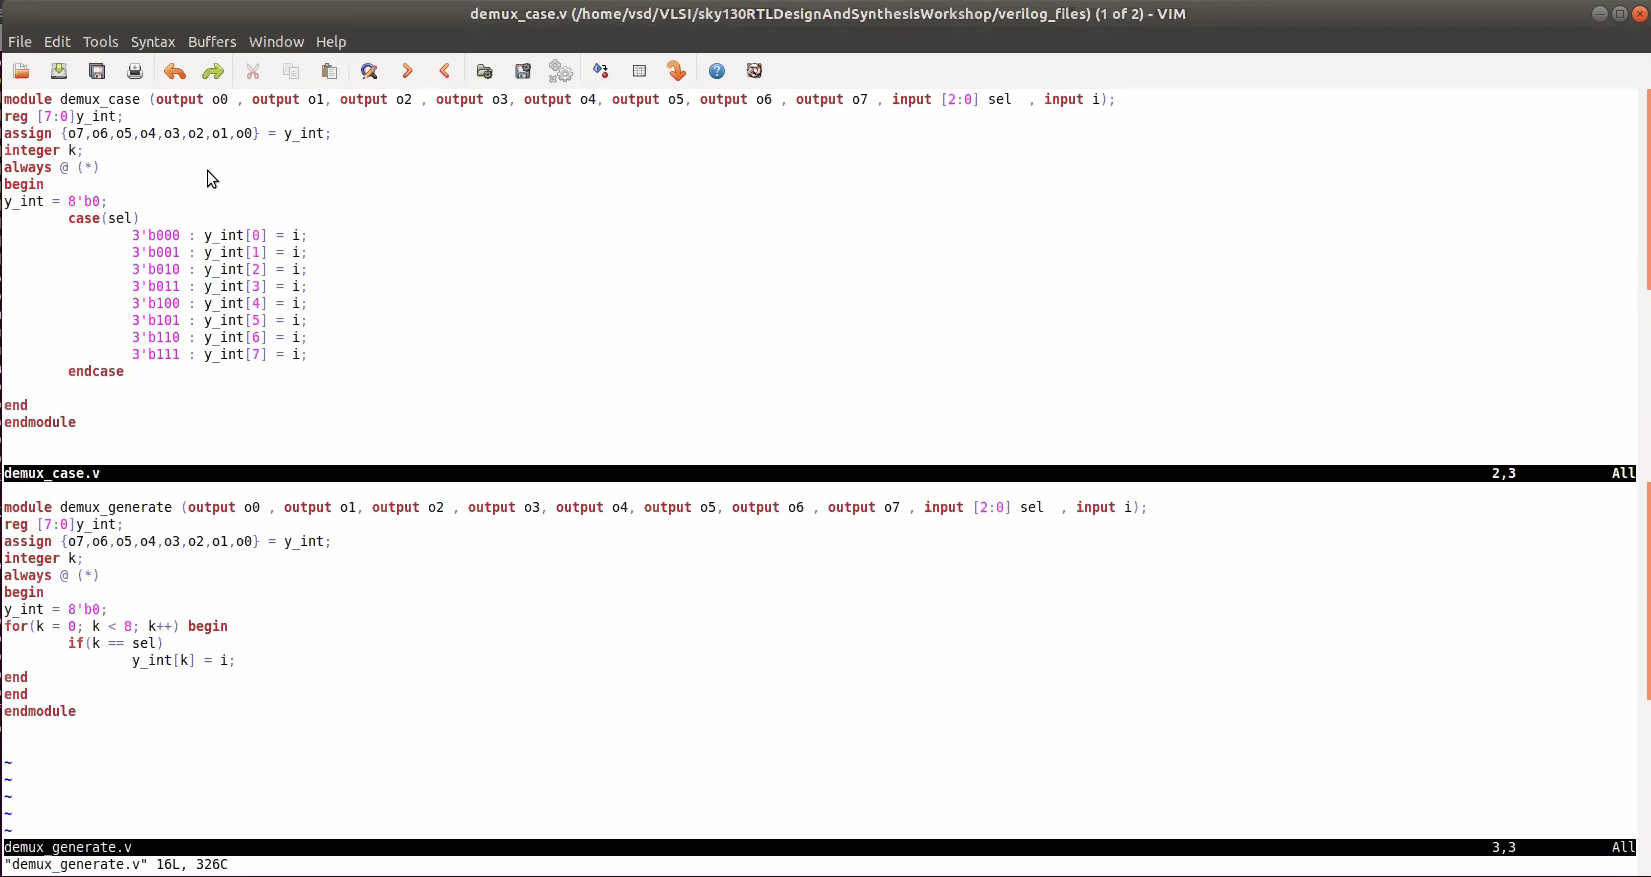 demux_case.v (/home/vsd/VLSI/sky130RTLDesignAndSynthesisWorkshop/verilog_files) (1 of 2) - VIM
File Edit Tools Syntax Buffers Window Help
module demux_case (output o0 , output o1, output o2 , output o3, output o4, output o5, output o6 , output o7 , input [2:0] sel  , input i);
reg [7:0]y_int;
assign {o7,o6,o5,o4,o3,o2,o1,o0} = y_int;
integer k;
always @ (*)
begin
y_int = 8'b0;
        case(sel)
                3'b000 : y_int[0] = i;
                3'b001 : y_int[1] = i;
                3'b010 : y_int[2] = i;
                3'b011 : y_int[3] = i;
                3'b100 : y_int[4] = i;
                3'b101 : y_int[5] = i;
                3'b110 : y_int[6] = i;
                3'b111 : y_int[7] = i;
        endcase
end
endmodule
demux_case.v 2,3 All
module demux_generate (output o0 , output o1, output o2 , output o3, output o4, output o5, output o6 , output o7 , input [2:0] sel  , input i);
reg [7:0]y_int;
assign {o7,o6,o5,o4,o3,o2,o1,o0} = y_int;
integer k;
always @ (*)
begin
y_int = 8'b0;
for(k = 0; k < 8; k++) begin
        if(k == sel)
                y_int[k] = i;
end
end
endmodule
~
~
~
~
~
demux_generate.v 3,3 All
"demux_generate.v" 16L, 326C